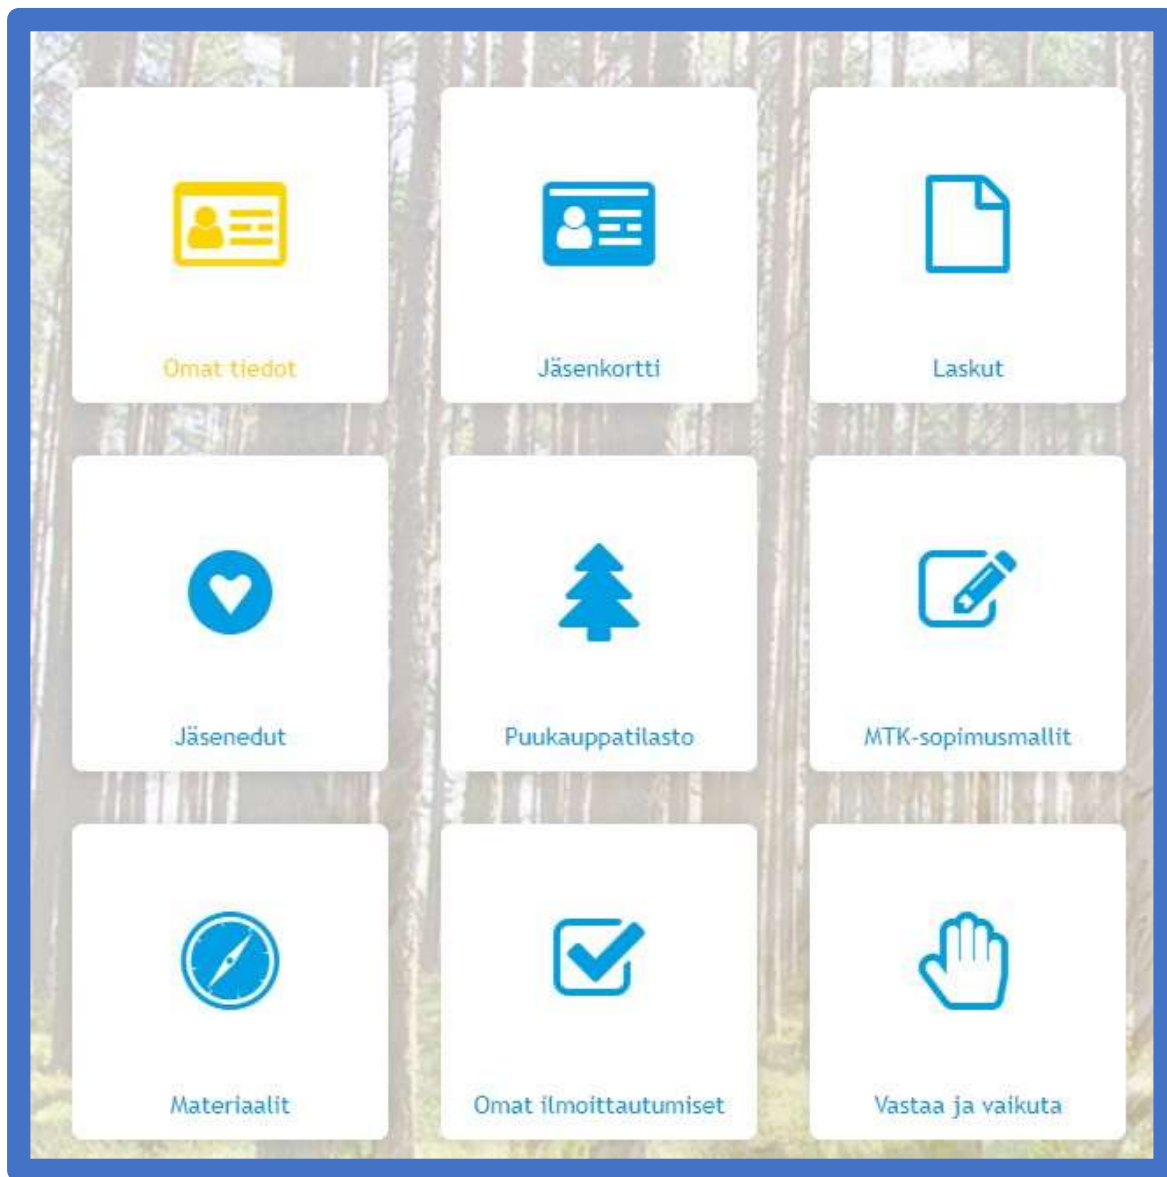 Omat tiedot
Jäsenkortti
Laskut
Jäsenedut
Puukauppatilasto
MTK-sopimusmallit
Materiaalit
Omat ilmoittautumiset
Vastaa ja vaikuta